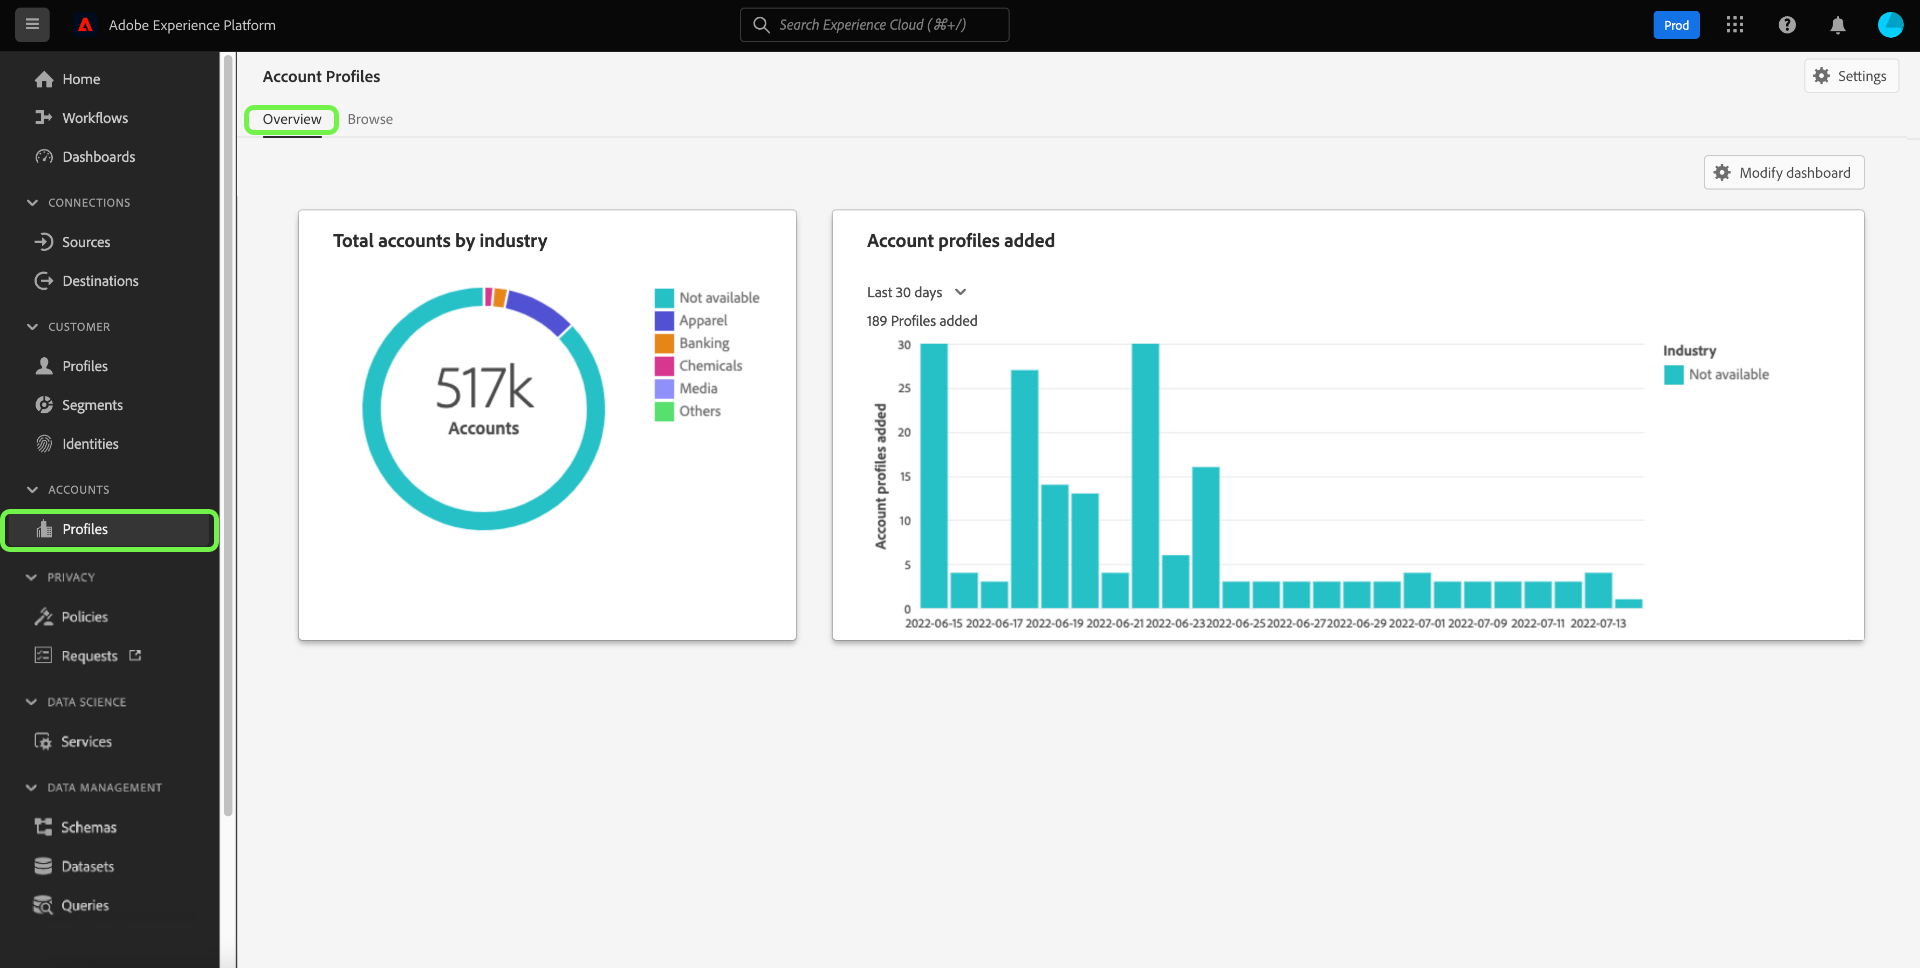 Adobe Experience Platform
Search Experience Cloud (⌘+/)
Prod
Home
Workflows
Dashboards
CONNECTIONS
Sources
Destinations
CUSTOMER
Profiles
Segments
Identities
ACCOUNTS
Profiles
PRIVACY
Policies
Requests
DATA SCIENCE
Services
DATA MANAGEMENT
Schemas
Datasets
Queries
Account Profiles
Settings
Overview
Browse
Modify dashboard
Total accounts by industry
517k
Accounts
Not available
Apparel
Banking
Chemicals
Media
Others
Account profiles added
Last 30 days
189 Profiles added
Account profiles added
30
25
20
15
10
5
0
2022-06-15 2022-06-17 2022-06-19 2022-06-21 2022-06-23 2022-06-25 2022-06-27 2022-06-29 2022-07-01 2022-07-09 2022-07-11 2022-07-13
Industry
Not available